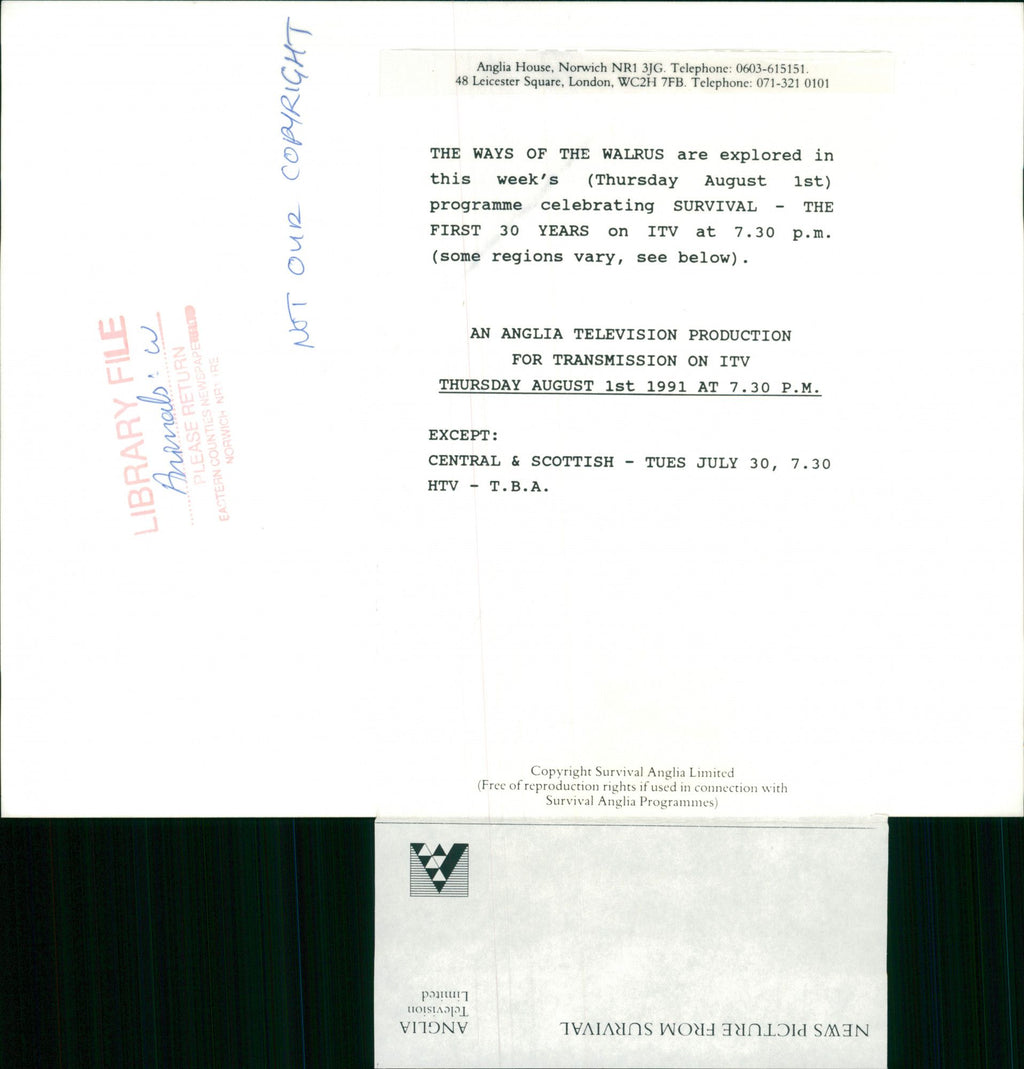 Anglia House, Norwich NR1 3JG. Telephone: 0603-615151.
48 Leicester Square, London, WC2H 7FB. Telephone: 071-321 0101
THE WAYS OF THE WALRUS are explored in
this week's (Thursday August 1st)
programme celebrating SURVIVAL - THE
FIRST 30 YEARS on ITV at 7.30 p.m.
(some regions vary, see below).
AN ANGLIA TELEVISION PRODUCTION
FOR TRANSMISSION ON ITV
THURSDAY AUGUST 1st 1991 AT 7.30 P.M.
EXCEPT:
CENTRAL & SCOTTISH - TUES JULY 30, 7.30
HTV - T.B.A.
Copyright Survival Anglia Limited
(Free of reproduction rights if used in connection with
Survival Anglia Programmes)
NOT OUR COPYRIGHT
LIBRARY FILE
Animals: W
PLEASE RETURN
EASTERN COUNTIES
NORWICH
NEWS PICTURE FROM SURVIVAL
ANGLIA
Television
Limited